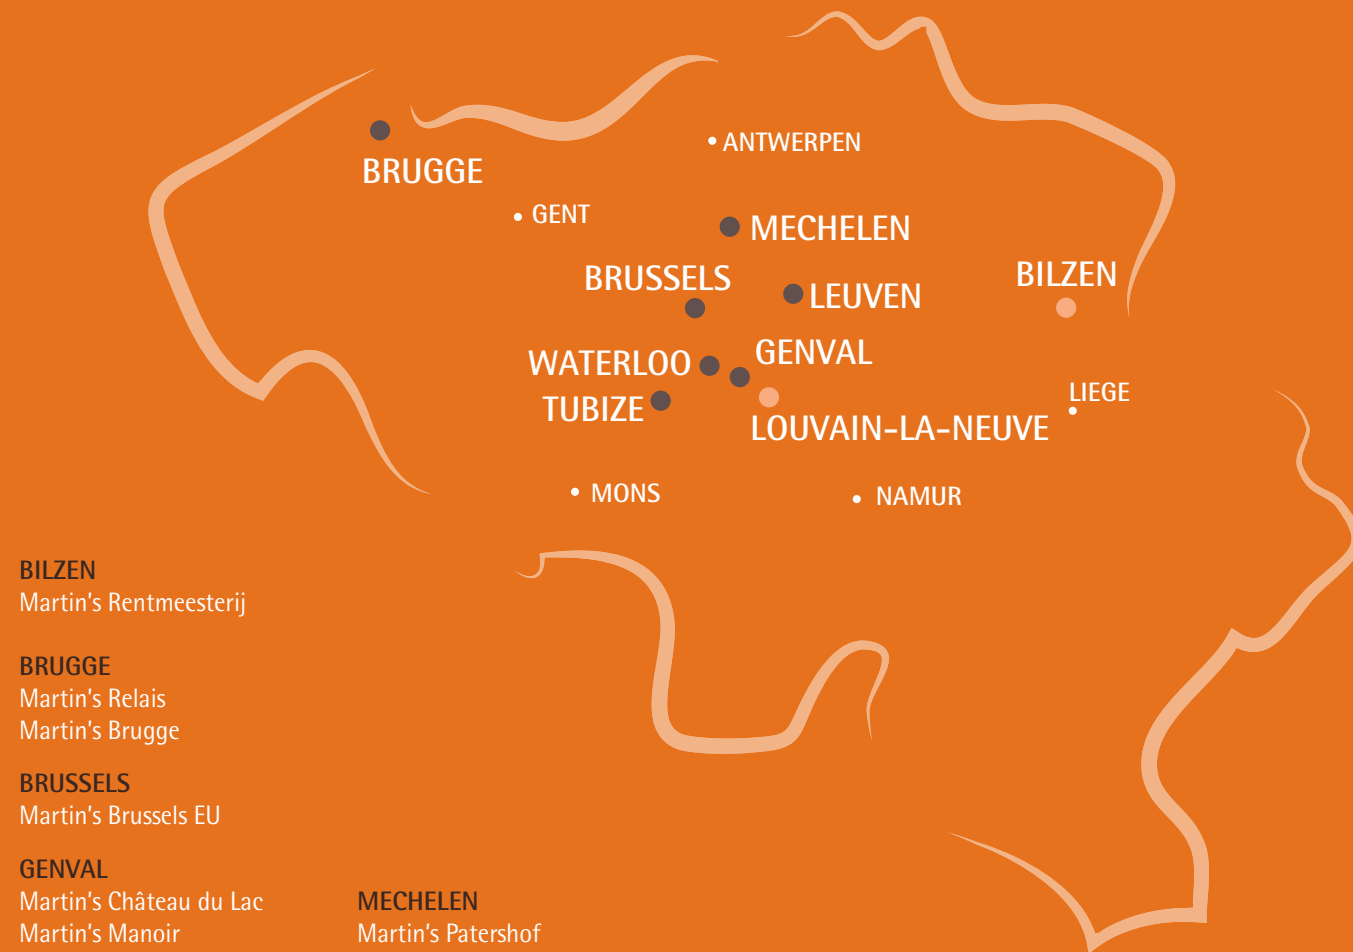 ANTWERPEN
BRUGGE
GENT
MECHELEN
BRUSSELS
BILZEN
LEUVEN
GENVAL
WATERLOO
LIEGE
TUBIZE
LOUVAIN-LA-NEUVE
MONS
NAMUR
BILZEN
Martin's Rentmeesterij
BRUGGE
Martin's Relais
Martin's Brugge
BRUSSELS
Martin's Brussels EU
GENVAL
Martin's Château du Lac
Martin's Manoir
MECHELEN
Martin's Patershof